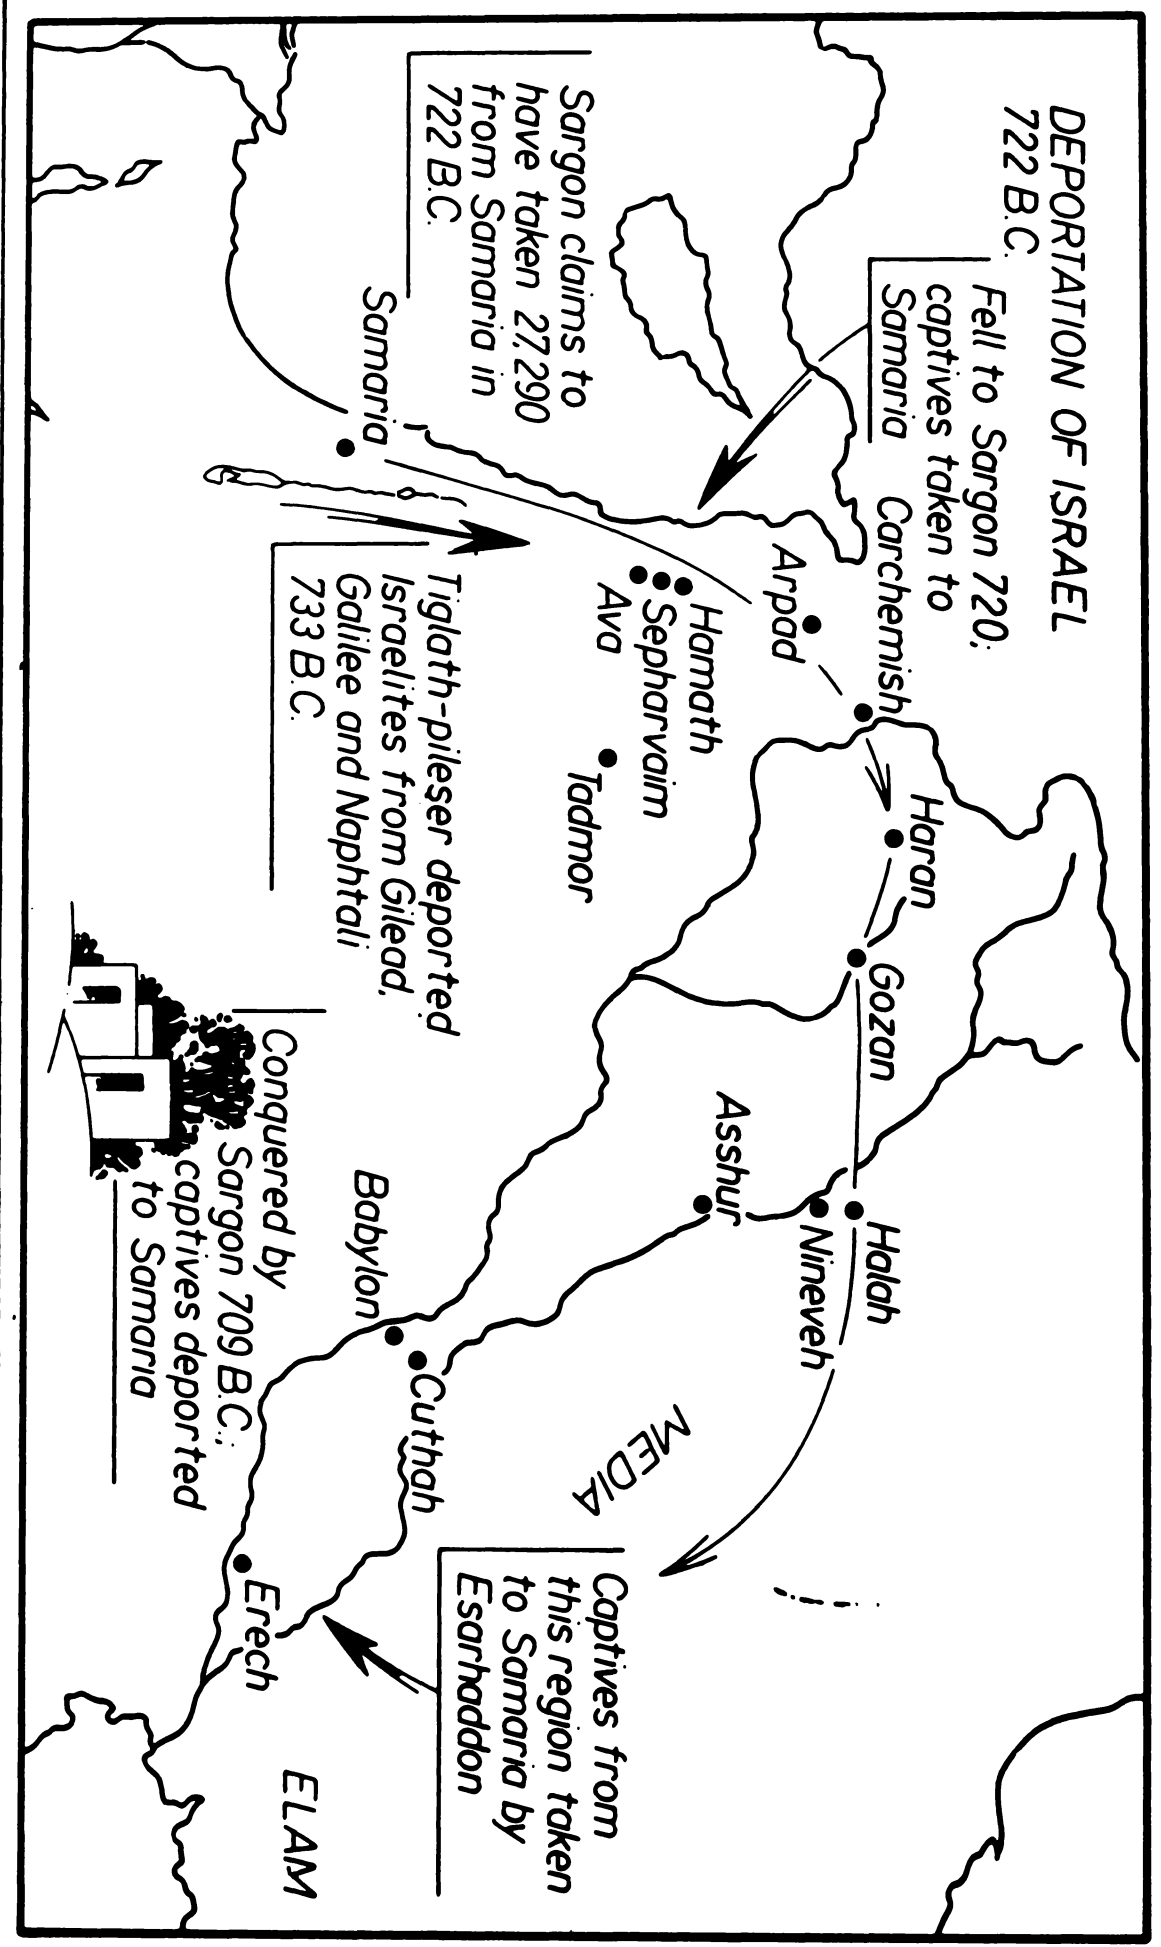 DEPORTATION OF ISRAEL
722 B.C.
Fell to Sargon 720;
captives taken to
Samaria
Carchemish
Haran
Gozan
Halah
Nineveh
Arpad
Hamath
Sepharvaim
Ava
Tadmor
Asshur
MEDIA
Sargon claims to
have taken 27,290
from Samaria in
722 B.C.
Samaria
Tiglath-pileser deported
Israelites from Gilead,
Galilee and Naphtali
733 B.C.
Babylon
Cuthah
Captives from
this region taken
to Samaria by
Esarhaddon
Conquered by
Sargon 709 B.C.;
captives deported
to Samaria
Erech
ELAM